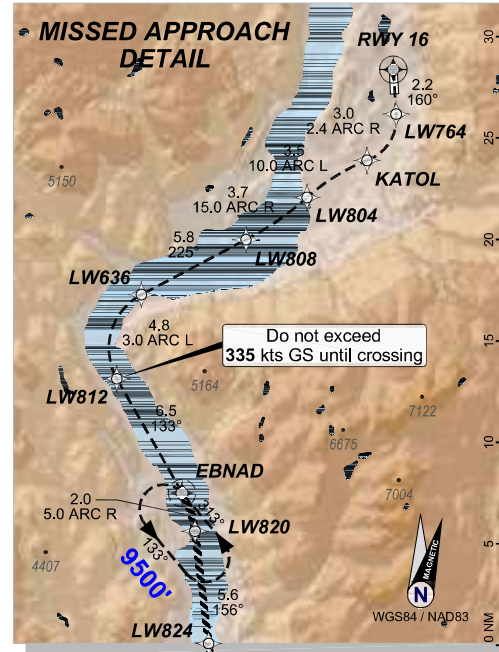 MISSED APPROACH
DETAIL
RWY 16
30
2.2
160°
3.0
2.4 ARC R
LW764
3.5
10.0 ARC L
KATOL
25
5150
3.7
15.0 ARC R
LW804
20
5.8
225°
LW808
LW636
4.8
3.0 ARC L
Do not exceed
335 kts GS until crossing
15
LW812
5164
7122
6.5
133°
6675
10
EBNAD
7004
2.0
5.0 ARC R
313°
LW820
133°
4407
9500'
5
5.6
156°
MAGNETIC
N
WGS84 / NAD83
LW824
0 NM